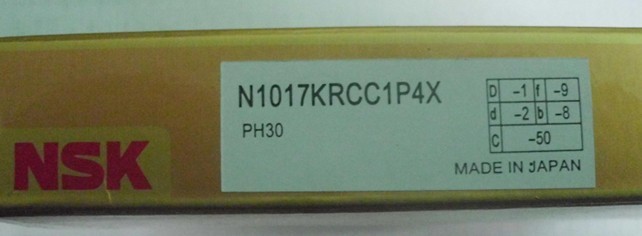 N1017KRCC1P4X
PH30
D -1 f -9
d -2 b -8
C -50
MADE IN JAPAN
NSK